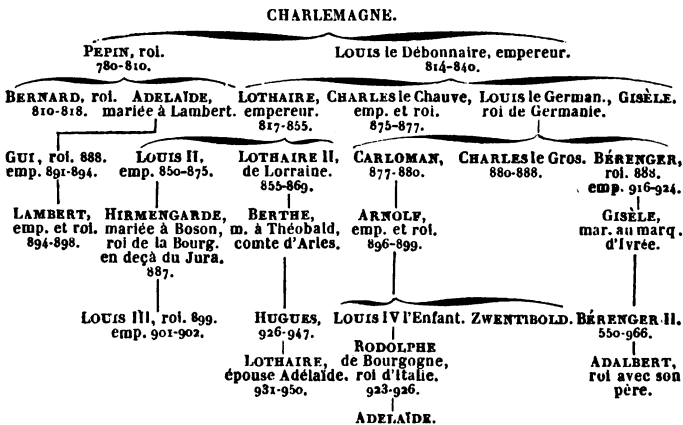 CHARLEMAGNE.
PEPIN, roi. LOUIS le Débonnaire, empereur.
780-810. 814-840.
BERNARD, roi. ADELAÏDE, LOTHAIRE, CHARLES le Chauve, LOUIS le German., GISÈLE.
810-818. mariée à Lambert. empereur. emp. et roi. roi de Germanie.
817-855. 875-877.
GUI, roi. 888. LOUIS II, LOTHAIRE II, CARLOMAN, CHARLES le Gros. BÉRENGER,
emp. 891-894. emp. 850-875. de Lorraine. 877-880. 880-888. roi. 888.
855-869. emp. 916-924.
LAMBERT, HIRMENGARDE, BERTHE, ARNOLF, GISÈLE,
emp. et roi. mariée à Boson, m. à Théobald, emp. et roi. mar. au marq.
894-898. roi de la Bourg. comte d'Arles. 896-899. d'Ivrée.
en deçà du Jura.
887.
LOUIS III, roi. 899. HUGUES, LOUIS IV l'Enfant. ZWENTIBOLD. BÉRENGER II.
emp. 901-902. 926-947. 550-966.
RODOLPHE
LOTHAIRE, de Bourgogne, ADALBERT,
épouse Adélaïde. roi d'Italie. roi avec son
931-950. 923-926. père.
ADELAÏDE.